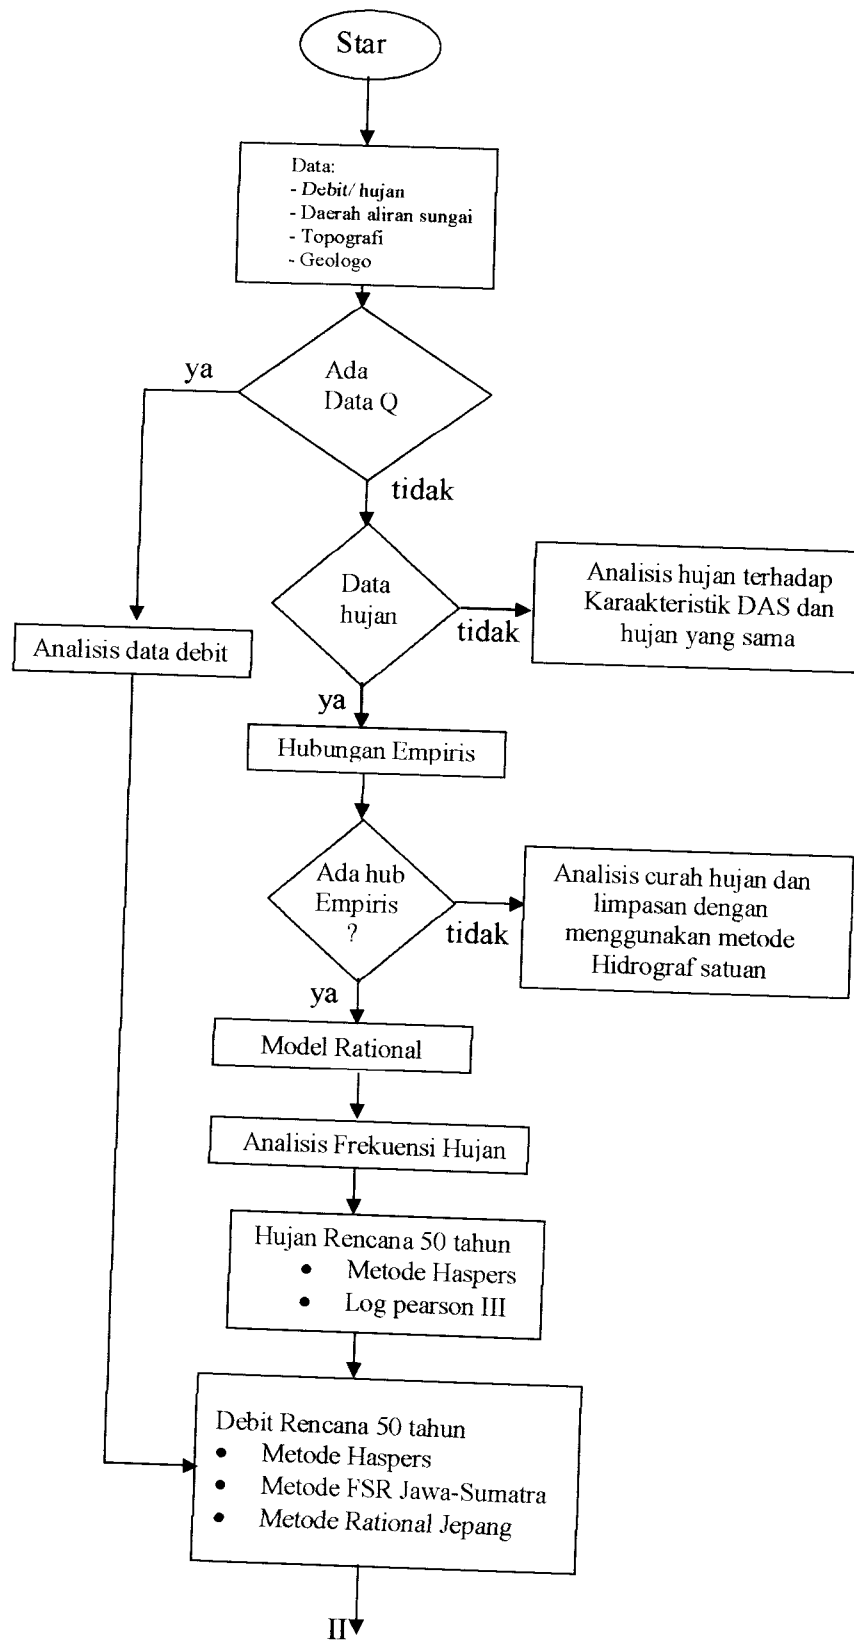 Star
Data:
- Debit/ hujan
- Daerah aliran sungai
- Topografi
- Geologo
ya
Ada
Data Q
tidak
Data
hujan
tidak
Analisis hujan terhadap
Karaakteristik DAS dan
hujan yang sama
Analisis data debit
ya
Hubungan Empiris
Ada hub
Empiris
?
tidak
Analisis curah hujan dan
limpasan dengan
menggunakan metode
Hidrograf satuan
ya
Model Rational
Analisis Frekuensi Hujan
Hujan Rencana 50 tahun
• Metode Haspers
• Log pearson III
Debit Rencana 50 tahun
• Metode Haspers
• Metode FSR Jawa-Sumatra
• Metode Rational Jepang
II